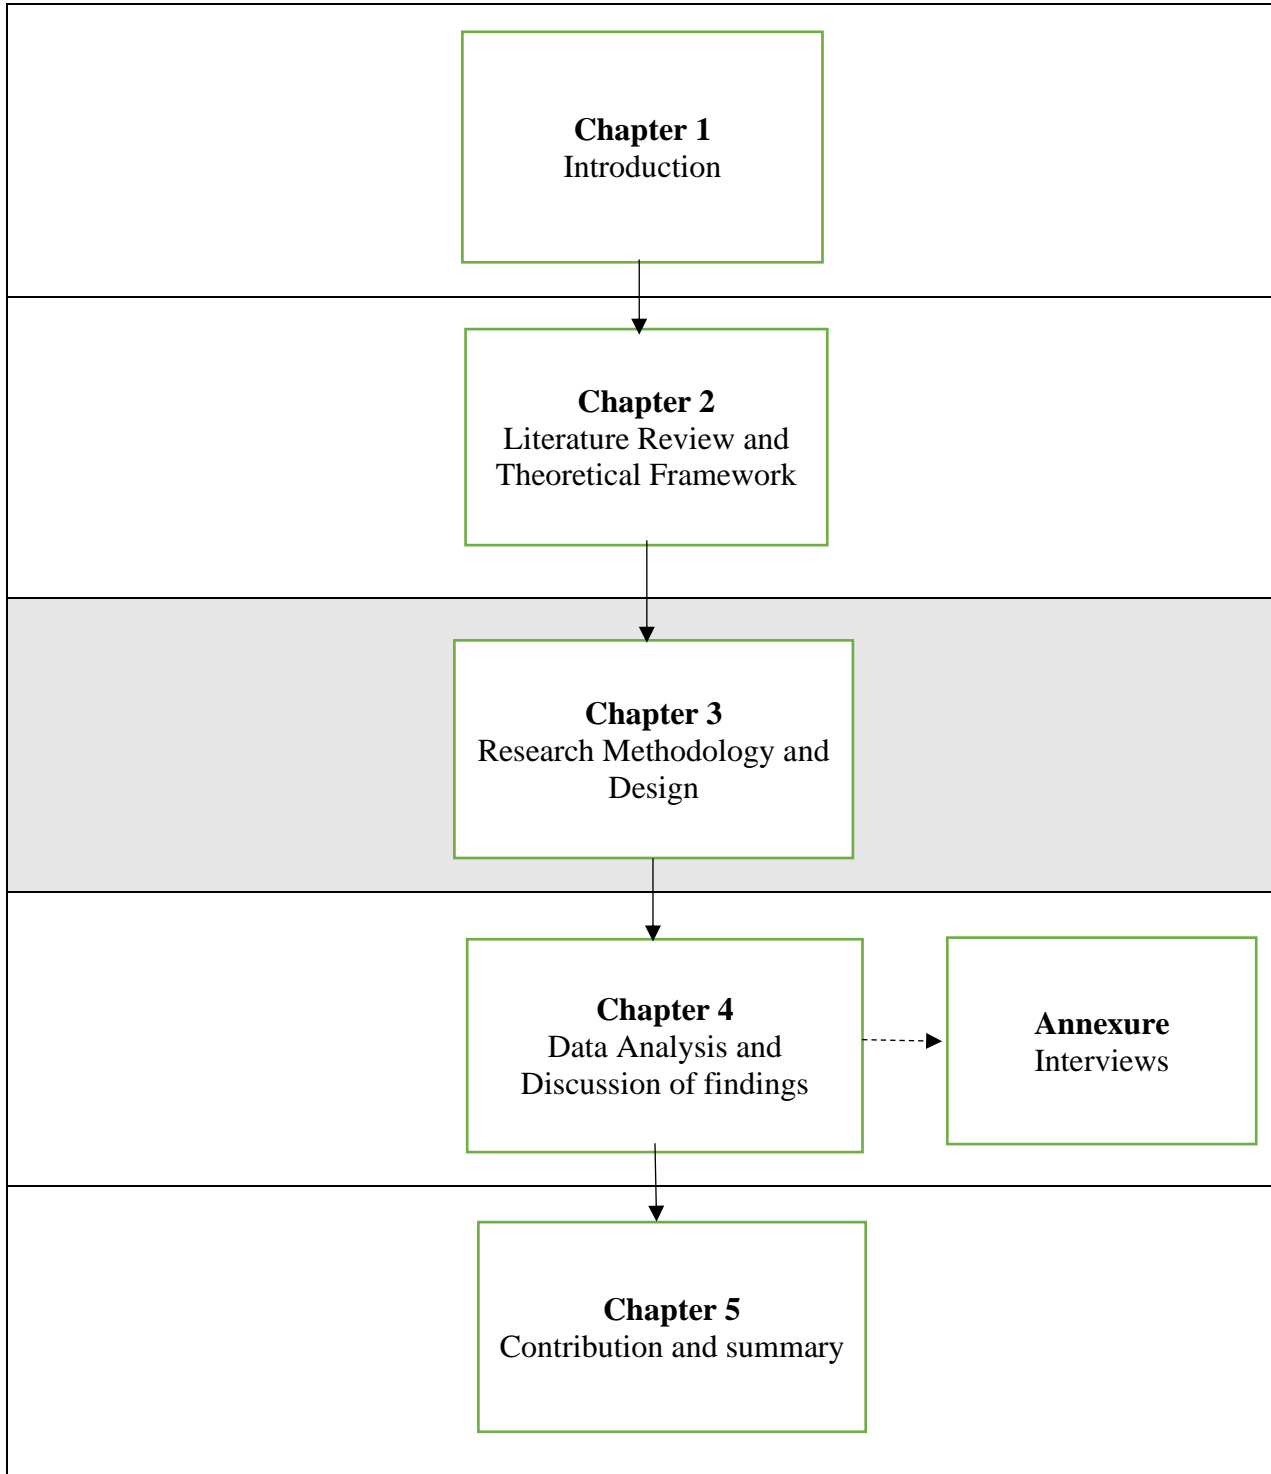 Chapter 1
Introduction
Chapter 2
Literature Review and
Theoretical Framework
Chapter 3
Research Methodology and
Design
Chapter 4
Data Analysis and
Discussion of findings
Annexure
Interviews
Chapter 5
Contribution and summary